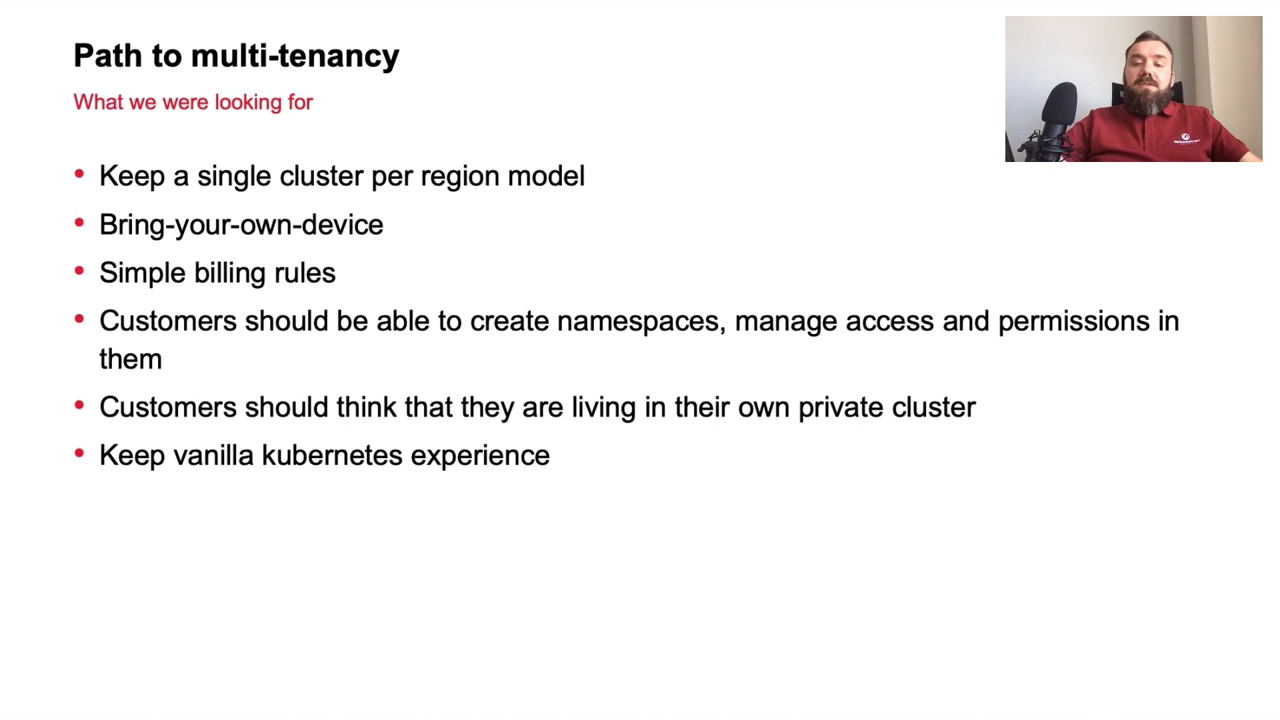 Path to multi-tenancy
What we were looking for
• Keep a single cluster per region model
• Bring-your-own-device
• Simple billing rules
• Customers should be able to create namespaces, manage access and permissions in
them
• Customers should think that they are living in their own private cluster
• Keep vanilla kubernetes experience